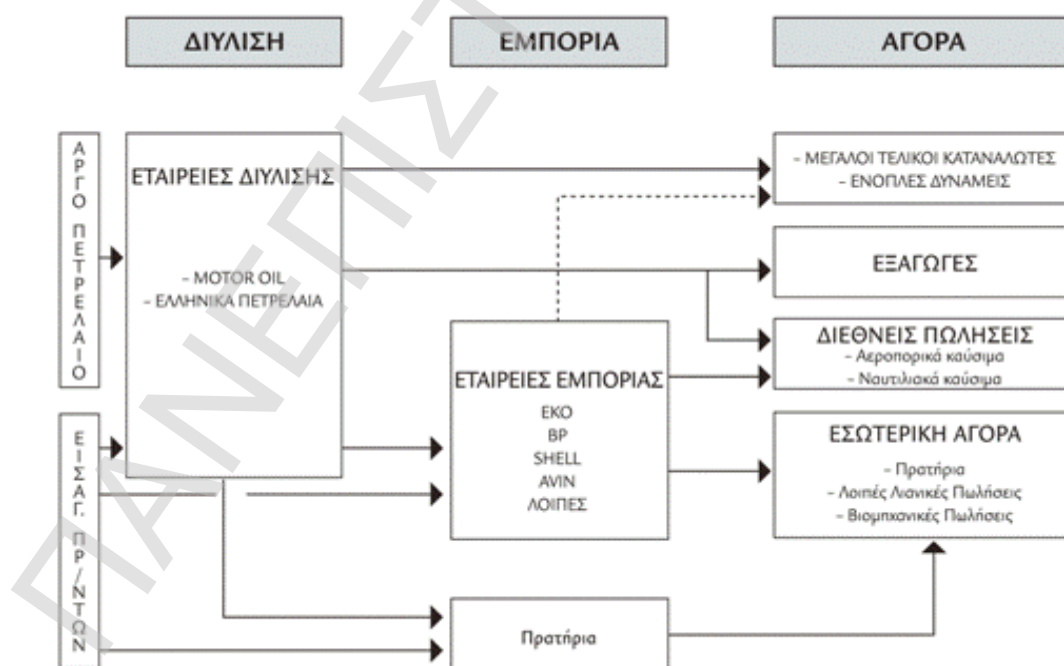 ΔΙΥΛΙΣΗ
ΕΜΠΟΡΙΑ
ΑΓΟΡΑ
ΑΡΓΟ ΠΕΤΡΕΛΑΙΟ
ΕΤΑΙΡΕΙΕΣ ΔΙΥΛΙΣΗΣ
– MOTOR OIL
– ΕΛΛΗΝΙΚΑ ΠΕΤΡΕΛΑΙΑ
– ΜΕΓΑΛΟΙ ΤΕΛΙΚΟΙ ΚΑΤΑΝΑΛΩΤΕΣ
– ΕΝΟΠΛΕΣ ΔΥΝΑΜΕΙΣ
ΕΞΑΓΩΓΕΣ
ΔΙΕΘΝΕΙΣ ΠΩΛΗΣΕΙΣ
– Αεροπορικά καύσιμα
– Ναυτιλιακά καύσιμα
ΕΤΑΙΡΕΙΕΣ ΕΜΠΟΡΙΑΣ
ΕΚΟ
BP
SHELL
AVIN
ΛΟΙΠΕΣ
ΕΙΣΑΓ. ΠΡ/ΝΤΩΝ
ΕΣΩΤΕΡΙΚΗ ΑΓΟΡΑ
– Πρατήρια
– Λοιπές Λιανικές Πωλήσεις
– Βιομηχανικές Πωλήσεις
Πρατήρια
ΠΑΝΕΠΙΣΤ